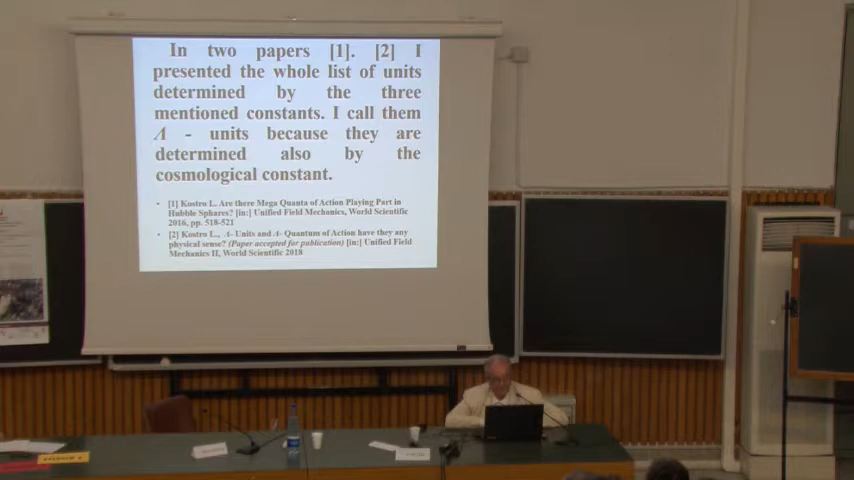 In two papers [1]. [2] I
presented the whole list of units
determined by the three
mentioned constants. I call them
Λ - units because they are
determined also by the
cosmological constant.
• [1] Kostro L. Are there Mega Quanta of Action Playing Part in
Hubble Sphares? [in:] Unified Field Mechanics, World Scientific
2016, pp. 518-521
• [2] Kostro L., Λ- Units and Λ- Quantum of Action have they any
physical sense? (Paper accepted for publication) [in:] Unified Field
Mechanics II, World Scientific 2018